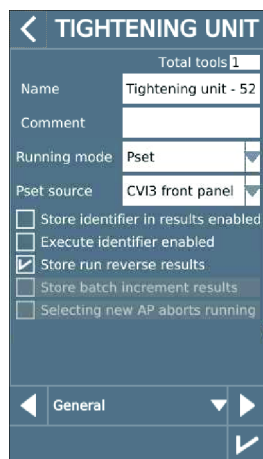 TIGHTENING UNIT
Total tools 1
Name Tightening unit - 52
Comment
Running mode Pset
Pset source CVI3 front panel
Store identifier in results enabled
Execute identifier enabled
Store run reverse results
Store batch increment results
Selecting new AP aborts running
General